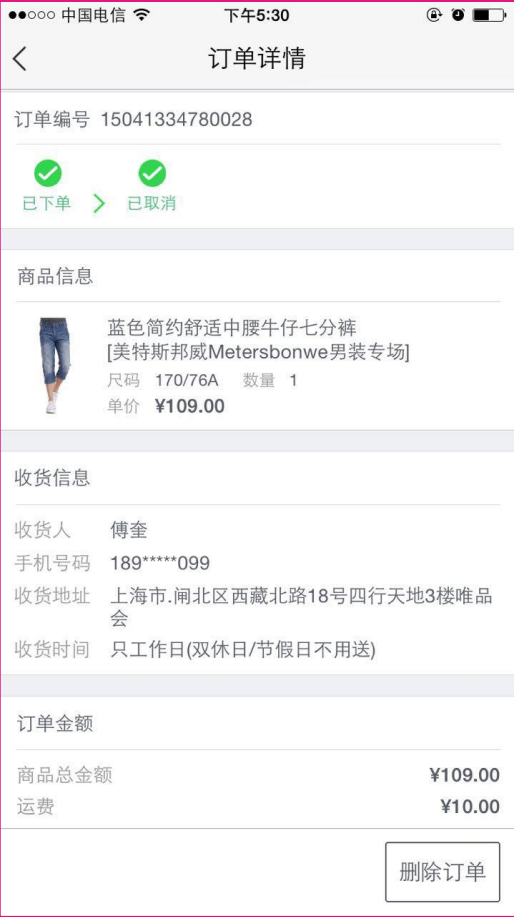 中国电信 下午5:30
订单详情
订单编号 15041334780028
已下单 已取消
商品信息
蓝色简约舒适中腰牛仔七分裤
[美特斯邦威Metersbonwe男装专场]
尺码 170/76A 数量 1
单价 ¥109.00
收货信息
收货人 傅奎
手机号码 189*****099
收货地址 上海市.闸北区西藏北路18号四行天地3楼唯品
会
收货时间 只工作日(双休日/节假日不用送)
订单金额
商品总金额 ¥109.00
运费 ¥10.00
删除订单